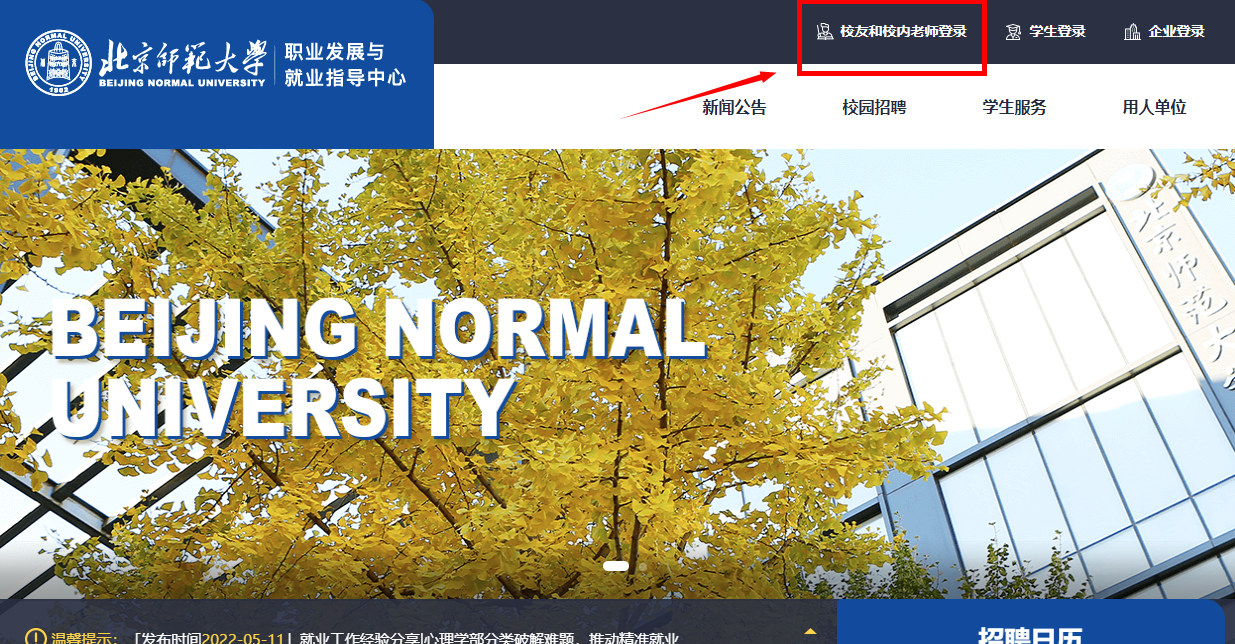 校友和校内老师登录
学生登录
企业登录
BEIJING NORMAL UNIVERSITY
1902
北京师范大学
BEIJING NORMAL UNIVERSITY
职业发展与
就业指导中心
新闻公告
校园招聘
学生服务
用人单位
BEIJING NORMAL
UNIVERSITY
北京师范大学
温馨提示:
「发布时间2022-05-11」就业工作经验分享|心理学部分类破解难题，推动精准就业
招聘日历